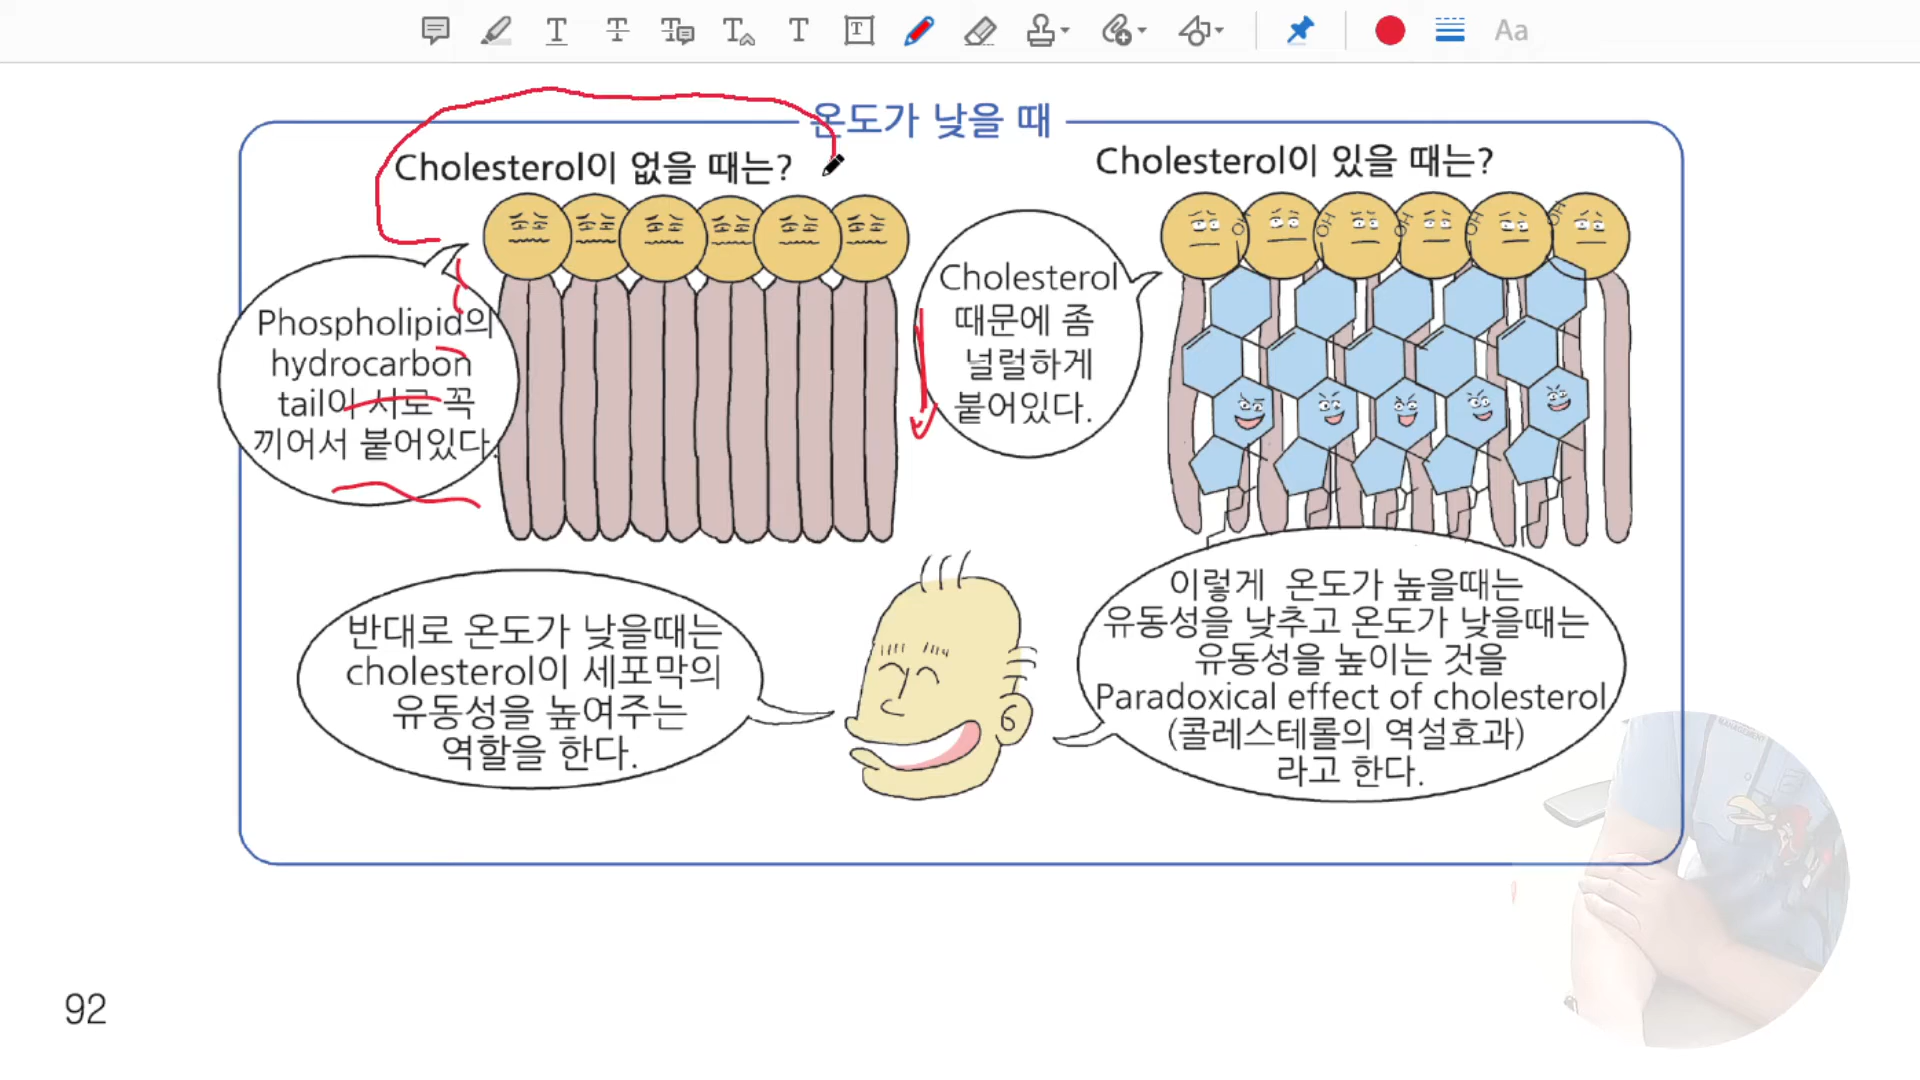 Aa
온도가 낮을 때
Cholesterol이 없을 때는?
Cholesterol이 있을 때는?
Phospholipid의
hydrocarbon
tail이 서로 꼭
끼어서 붙어있다.
Cholesterol
때문에 좀
널럴하게
붙어있다.
OH
OH
OH
OH
OH
반대로 온도가 낮을때는
cholesterol이 세포막의
유동성을 높여주는
역할을 한다.
이렇게 온도가 높을때는
유동성을 낮추고 온도가 낮을때는
유동성을 높이는 것을
Paradoxical effect of cholesterol
(콜레스테롤의 역설효과)
라고 한다.
92